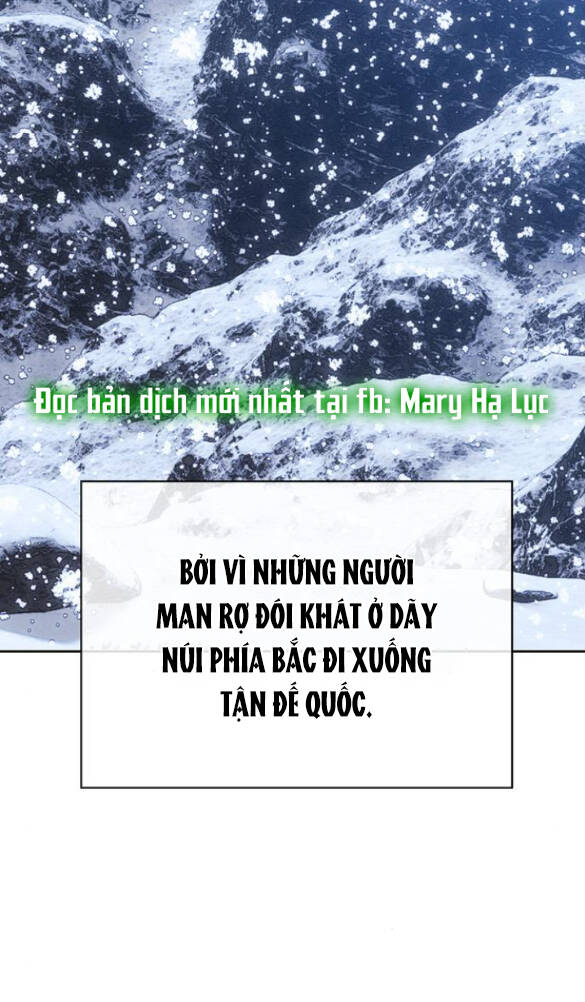 Đọc bản dịch mới nhất tại fb: Mary Hạ Lục
BỞI VÌ NHỮNG NGƯỜI
MAN RỢ ĐÓI KHÁT Ở DÃY
NÚI PHÍA BẮC ĐI XUỐNG
TẬN ĐẾ QUỐC.